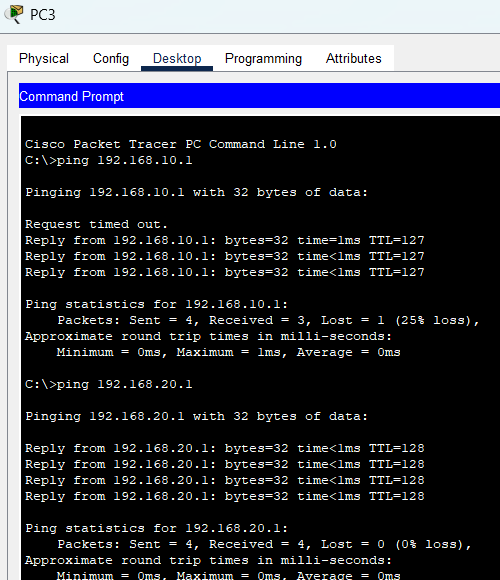 PC3
Physical Config Desktop Programming Attributes
Command Prompt
Cisco Packet Tracer PC Command Line 1.0
C:\>ping 192.168.10.1
Pinging 192.168.10.1 with 32 bytes of data:
Request timed out.
Reply from 192.168.10.1: bytes=32 time=1ms TTL=127
Reply from 192.168.10.1: bytes=32 time<1ms TTL=127
Reply from 192.168.10.1: bytes=32 time<1ms TTL=127
Ping statistics for 192.168.10.1:
    Packets: Sent = 4, Received = 3, Lost = 1 (25% loss),
Approximate round trip times in milli-seconds:
    Minimum = 0ms, Maximum = 1ms, Average = 0ms
C:\>ping 192.168.20.1
Pinging 192.168.20.1 with 32 bytes of data:
Reply from 192.168.20.1: bytes=32 time<1ms TTL=128
Reply from 192.168.20.1: bytes=32 time<1ms TTL=128
Reply from 192.168.20.1: bytes=32 time<1ms TTL=128
Reply from 192.168.20.1: bytes=32 time<1ms TTL=128
Ping statistics for 192.168.20.1:
    Packets: Sent = 4, Received = 4, Lost = 0 (0% loss),
Approximate round trip times in milli-seconds:
    Minimum = 0ms, Maximum = 0ms, Average = 0ms